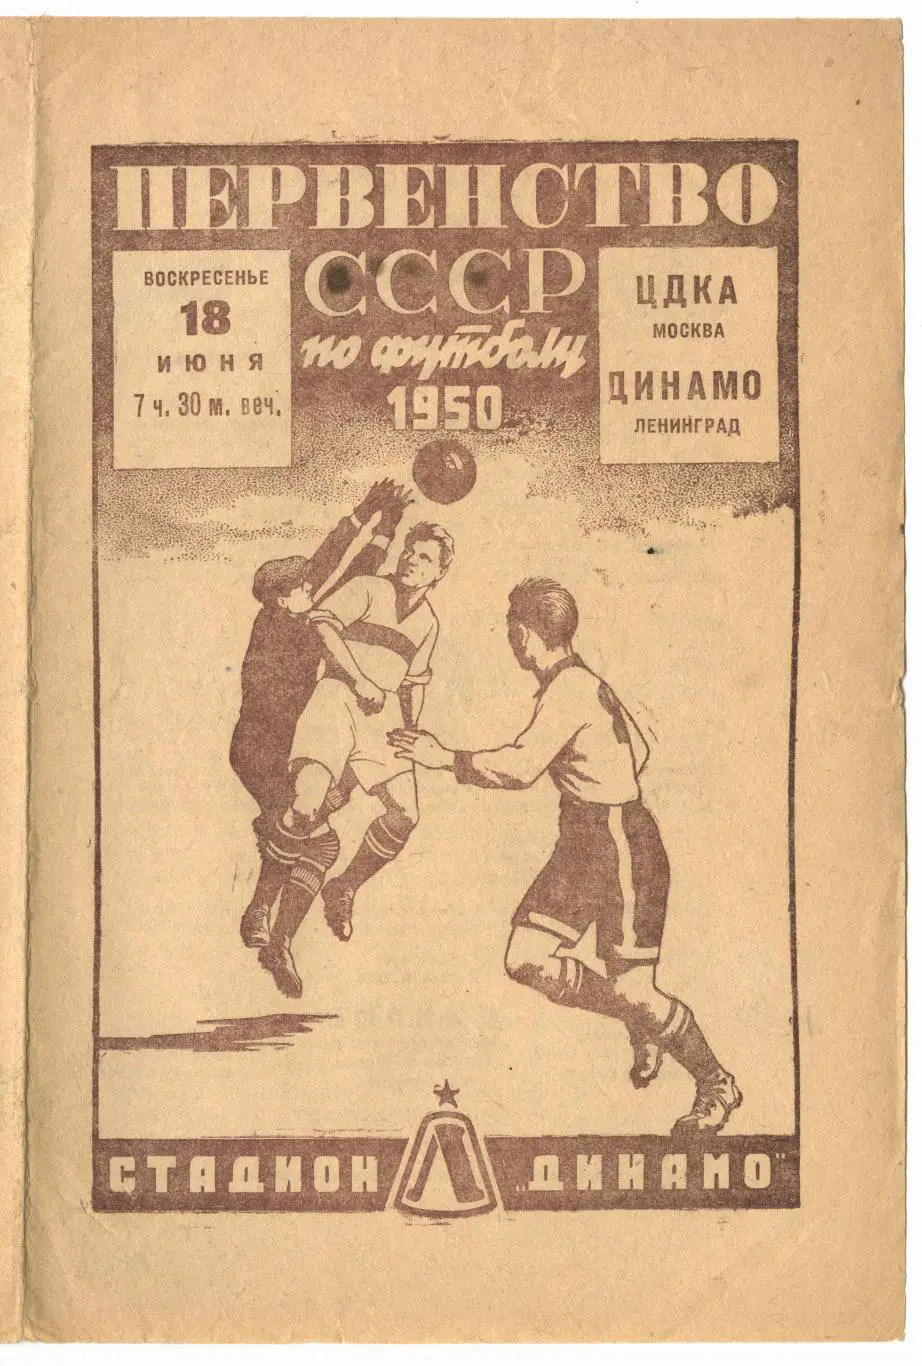 ПЕРВЕНСТВО
СССР
по футболу
1950
ВОСКРЕСЕНЬЕ
18
ИЮНЯ
7 ч. 30 м. веч.
ЦДКА
МОСКВА
ДИНАМО
ЛЕНИНГРАД
СТАДИОН „ДИНАМО"